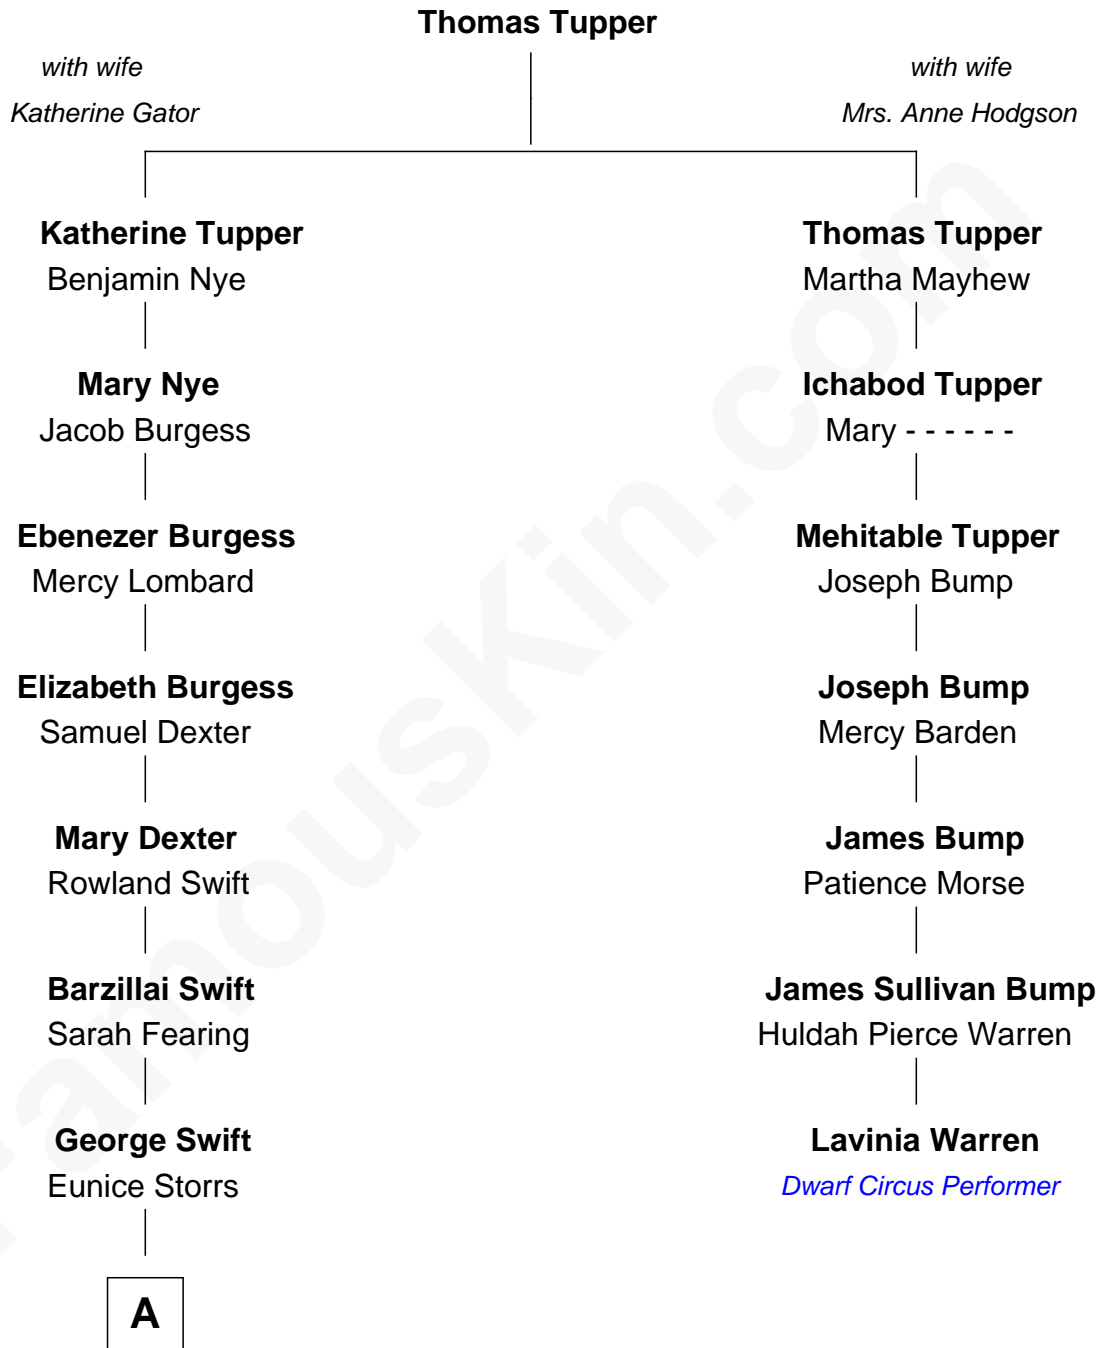 Thomas Tupper
with wife
Katherine Gator
with wife
Mrs. Anne Hodgson
Katherine Tupper
Benjamin Nye
Thomas Tupper
Martha Mayhew
Mary Nye
Jacob Burgess
Ichabod Tupper
Mary - - - - - -
Ebenezer Burgess
Mercy Lombard
Mehitable Tupper
Joseph Bump
Elizabeth Burgess
Samuel Dexter
Joseph Bump
Mercy Barden
Mary Dexter
Rowland Swift
James Bump
Patience Morse
Barzillai Swift
Sarah Fearing
James Sullivan Bump
Huldah Pierce Warren
George Swift
Eunice Storrs
Lavinia Warren
Dwarf Circus Performer
A
FamousKin.com